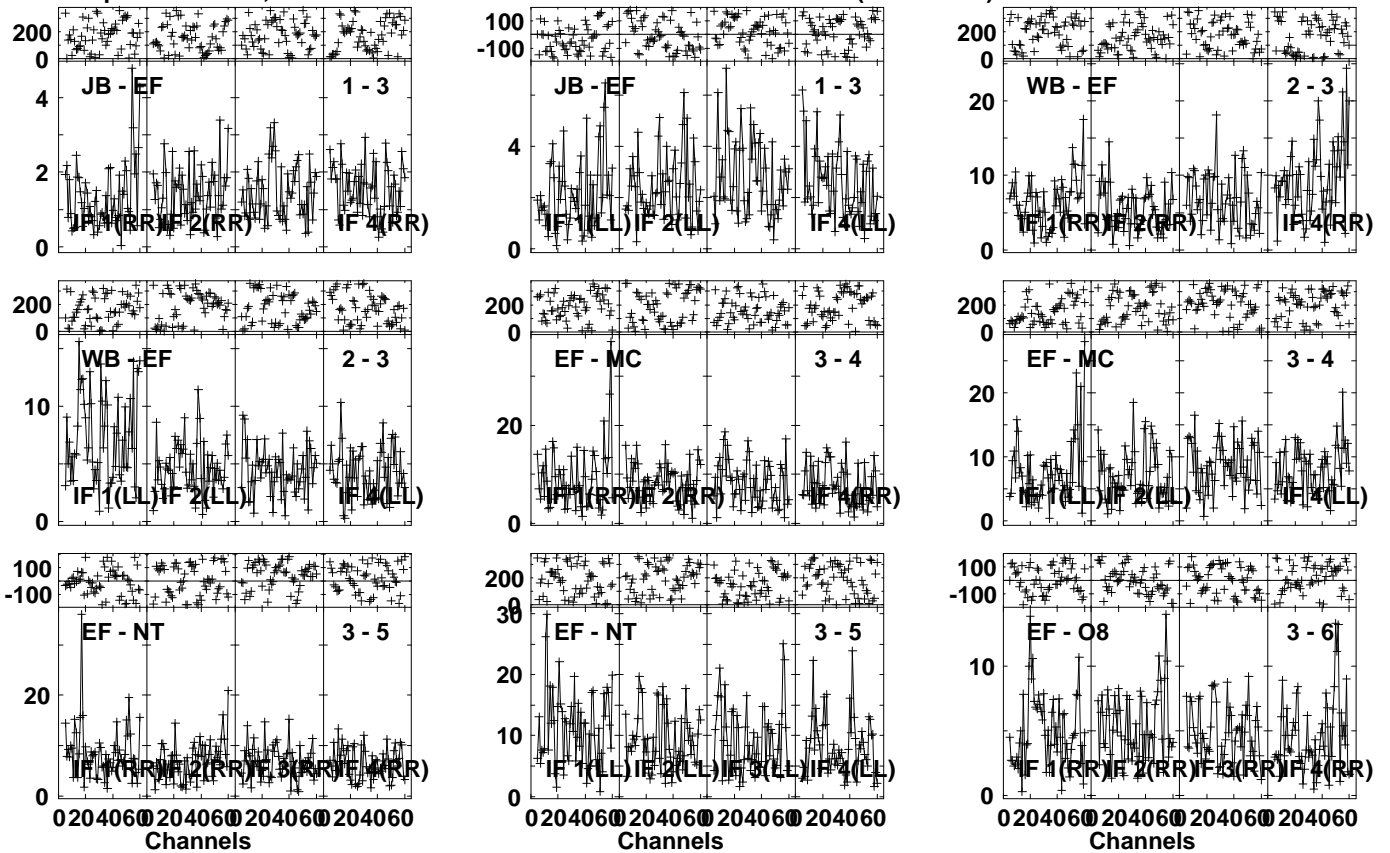 200
0
JB - EF 1 - 3
4
2
0
IF 1(RR) IF 2(RR) IF 4(RR)
100
-100
JB - EF 1 - 3
4
0
IF 1(LL) IF 2(LL) IF 4(LL)
200
0
WB - EF 2 - 3
20
10
0
IF 1(RR) IF 2(RR) IF 4(RR)
200
0
WB - EF 2 - 3
10
0
IF 1(LL) IF 2(LL) IF 4(LL)
200
0
EF - MC 3 - 4
20
10
0
IF 1(RR) IF 2(RR) IF 4(RR)
200
0
EF - MC 3 - 4
20
10
0
IF 1(LL) IF 2(LL) IF 4(LL)
100
-100
EF - NT 3 - 5
20
10
0
IF 1(RR) IF 2(RR) IF 3(RR) IF 4(RR)
0 20 40 60 0 20 40 60 0 20 40 60 0 20 40 60
Channels
200
0
EF - NT 3 - 5
30
20
10
0
IF 1(LL) IF 2(LL) IF 3(LL) IF 4(LL)
0 20 40 60 0 20 40 60 0 20 40 60 0 20 40 60
Channels
100
-100
EF - O8 3 - 6
10
0
IF 1(RR) IF 2(RR) IF 3(RR) IF 4(RR)
0 20 40 60 0 20 40 60 0 20 40 60 0 20 40 60
Channels